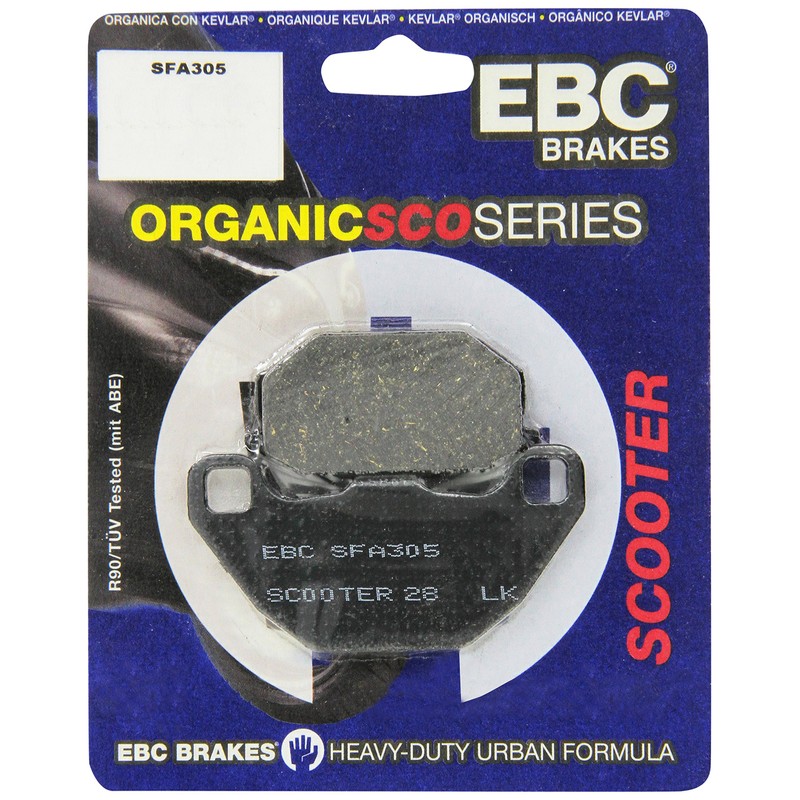 ORGANICA CON KEVLAR® • ORGANIQUE KEVLAR® • KEVLAR® ORGANISCH • ORGÂNICO KEVLAR®
SFA305
EBC®
BRAKES
ORGANICSCOSERIES
R90/TÜV Tested (mit ABE)
SCOOTER
EBC SFA305
SCOOTER 28 LK
EBC BRAKES® HEAVY-DUTY URBAN FORMULA